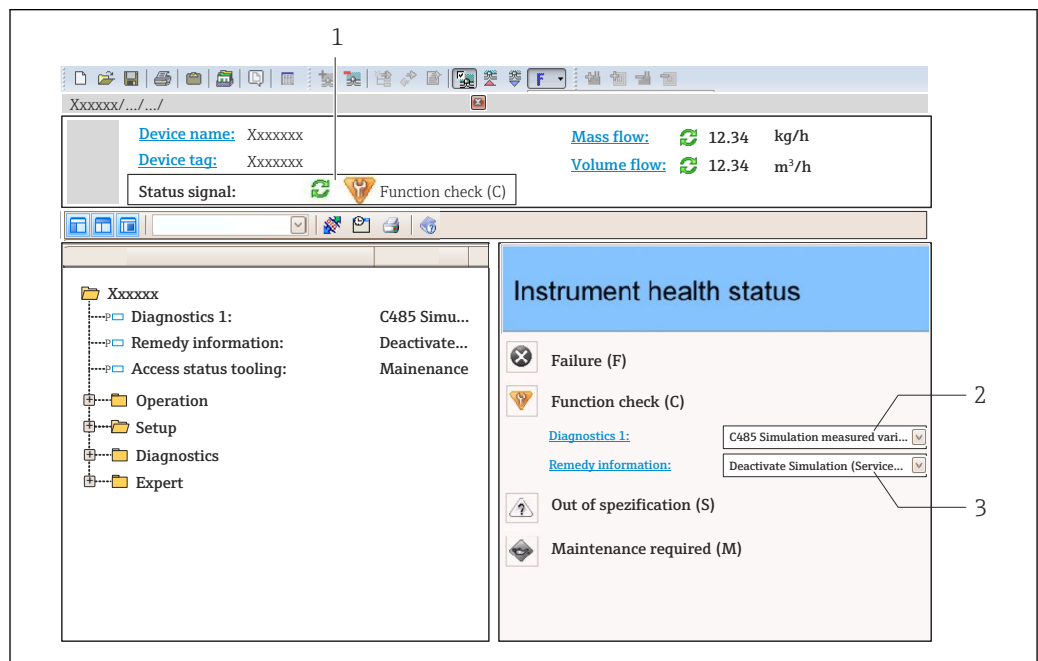 1
F
Xxxxxx/.../.../
Device name: Xxxxxxx
Mass flow: 12.34 kg/h
Device tag: Xxxxxxx
Volume flow: 12.34 m³/h
Status signal: Function check (C)
Xxxxxx
Diagnostics 1: C485 Simu...
Remedy information: Deactivate...
Access status tooling: Mainenance
Operation
Setup
Diagnostics
Expert
Instrument health status
Failure (F)
Function check (C)
2
Diagnostics 1: C485 Simulation measured vari...
Remedy information: Deactivate Simulation (Service...
Out of spezification (S)
3
Maintenance required (M)